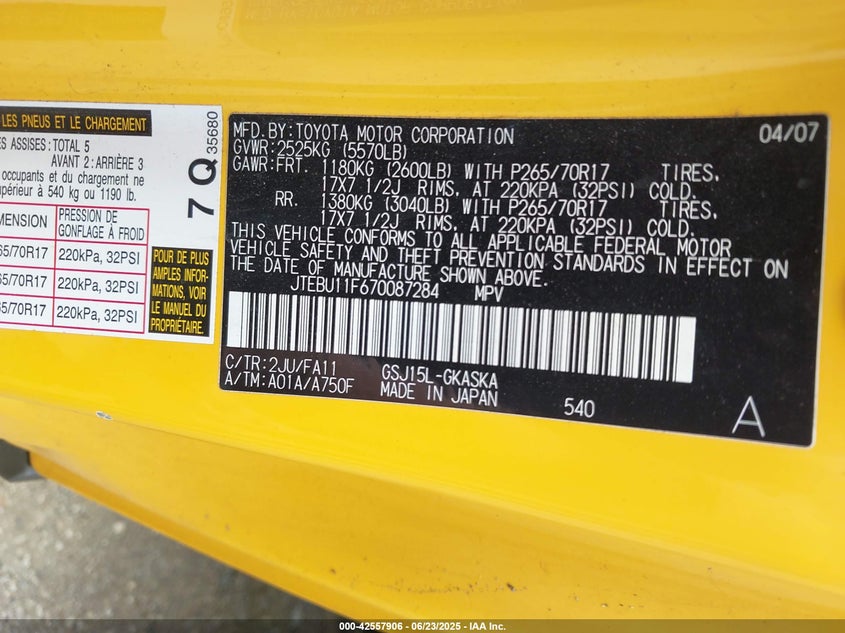 LES PNEUS ET LE CHARGEMENT
ES ASSISES: TOTAL 5
AVANT 2: ARRIÈRE 3
occupants et du chargement ne
supérieur à 540 kg ou 1190 lb.
MENSION
PRESSION DE
GONFLAGE À FROID
65/70R17 220kPa, 32PSI
65/70R17 220kPa, 32PSI
65/70R17 220kPa, 32PSI
POUR DE PLUS
AMPLES INFOR-
MATIONS, VOIR
LE MANUEL DU
PROPRIÉTAIRE.
7 Q 35680
MFD. BY: TOYOTA MOTOR CORPORATION 04/07
GVWR: 2525KG (5570LB)
GAWR: FRT. 1180KG (2600LB) WITH P265/70R17 TIRES,
17X7 1/2J RIMS, AT 220KPA (32PSI) COLD.
RR. 1380KG (3040LB) WITH P265/70R17 TIRES,
17X7 1/2J RIMS, AT 220KPA (32PSI) COLD.
THIS VEHICLE CONFORMS TO ALL APPLICABLE FEDERAL MOTOR
VEHICLE SAFETY AND THEFT PREVENTION STANDARDS IN EFFECT ON
THE DATE OF MANUFACTURE SHOWN ABOVE.
JTEBU11F670087284 MPV
C/TR: 2JU/FA11 GSJ15L-GKASKA
A/TM: A01A/A750F MADE IN JAPAN
540
A
000-42557906 - 06/23/2025 - IAA Inc.